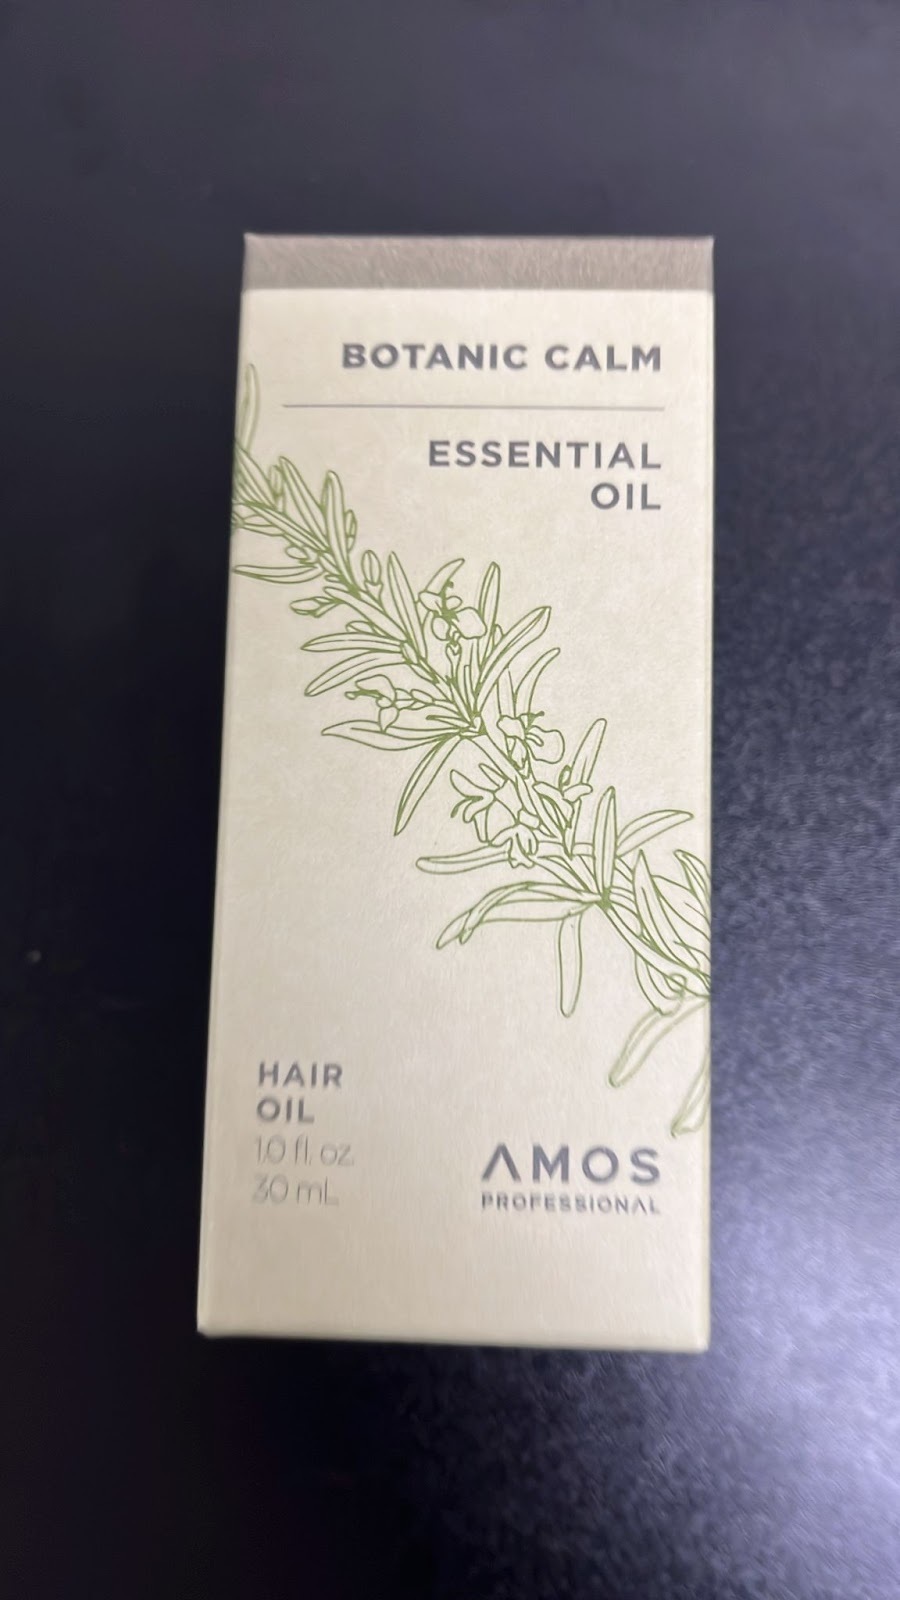 BOTANIC CALM
ESSENTIAL
OIL
HAIR
OIL
1.0 fl. oz.
30 mL
AMOS
PROFESSIONAL